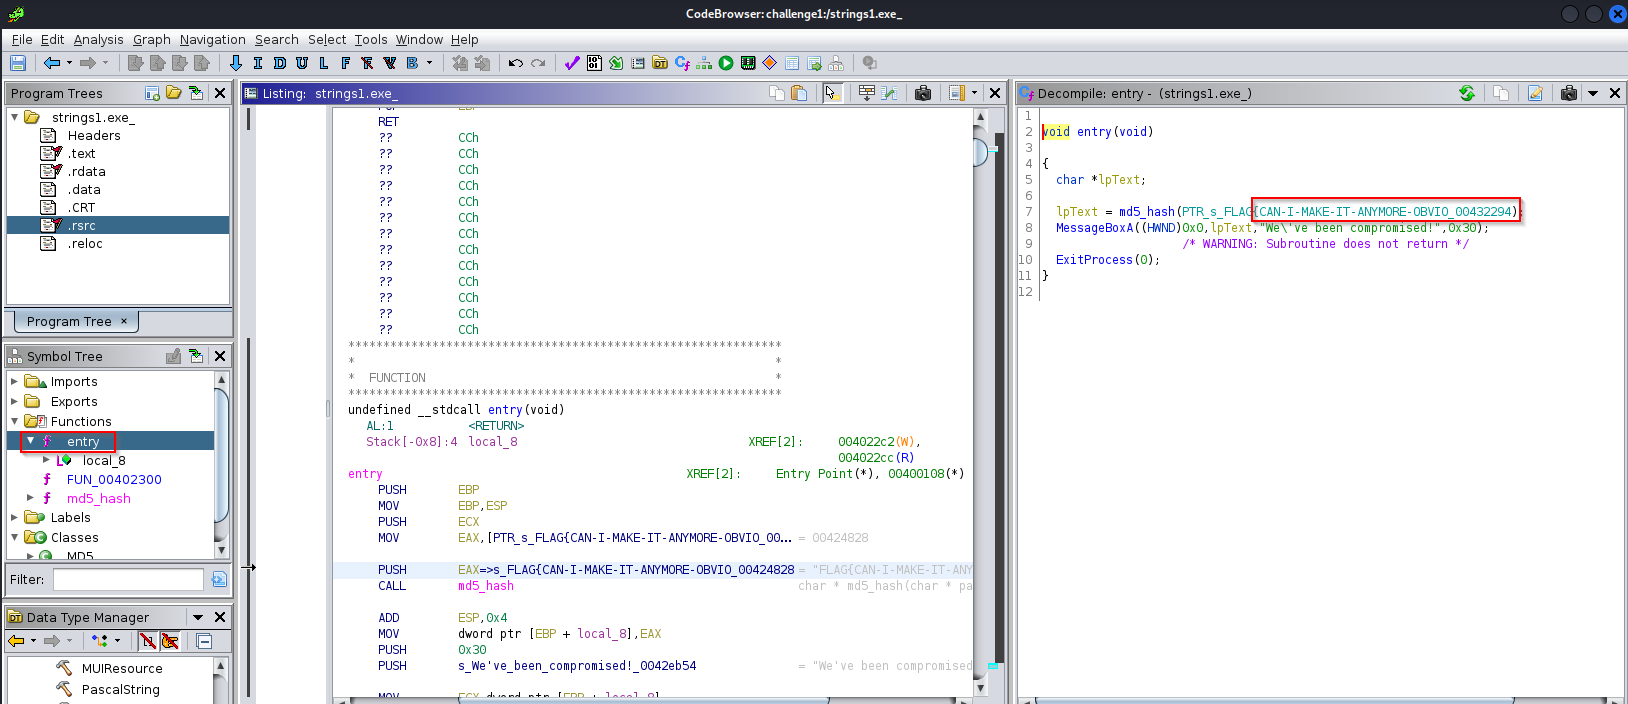 CodeBrowser: challenge1:/strings1.exe_
File Edit Analysis Graph Navigation Search Select Tools Window Help
I D U L F F V B
Program Trees
strings1.exe_
Headers
.text
.rdata
.data
.CRT
.rsrc
.reloc
Program Tree ×
Symbol Tree
Imports
Exports
Functions
entry
local_8
FUN_00402300
md5_hash
Labels
Classes
MD5
Filter:
Data Type Manager
MUIResource
PascalString
Listing: strings1.exe_
RET
?? CCh
?? CCh
?? CCh
?? CCh
?? CCh
?? CCh
?? CCh
?? CCh
?? CCh
?? CCh
?? CCh
?? CCh
?? CCh
**************************************************************
* *
* FUNCTION *
**************************************************************
undefined __stdcall entry(void)
AL:1 <RETURN>
Stack[-0x8]:4 local_8 XREF[2]: 004022c2(W),
004022cc(R)
entry XREF[2]: Entry Point(*), 00400108(*)
PUSH EBP
MOV EBP,ESP
PUSH ECX
MOV EAX,[PTR_s_FLAG{CAN-I-MAKE-IT-ANYMORE-OBVIO_00... = 00424828
PUSH EAX=>s_FLAG{CAN-I-MAKE-IT-ANYMORE-OBVIO_00424828 = "FLAG{CAN-I-MAKE-IT-ANY
CALL md5_hash char * md5_hash(char * pa
ADD ESP,0x4
MOV dword ptr [EBP + local_8],EAX
PUSH 0x30
PUSH s_We've_been_compromised!_0042eb54 = "We've been compromised
MOV ECX,dword ptr [EBP + local_8]
Decompile: entry - (strings1.exe_)
1
2 void entry(void)
3
4 {
5 char *lpText;
6
7 lpText = md5_hash(PTR_s_FLAG{CAN-I-MAKE-IT-ANYMORE-OBVIO_00432294);
8 MessageBoxA((HWND)0x0,lpText,"We\'ve been compromised!",0x30);
9 /* WARNING: Subroutine does not return */
10 ExitProcess(0);
11 }
12